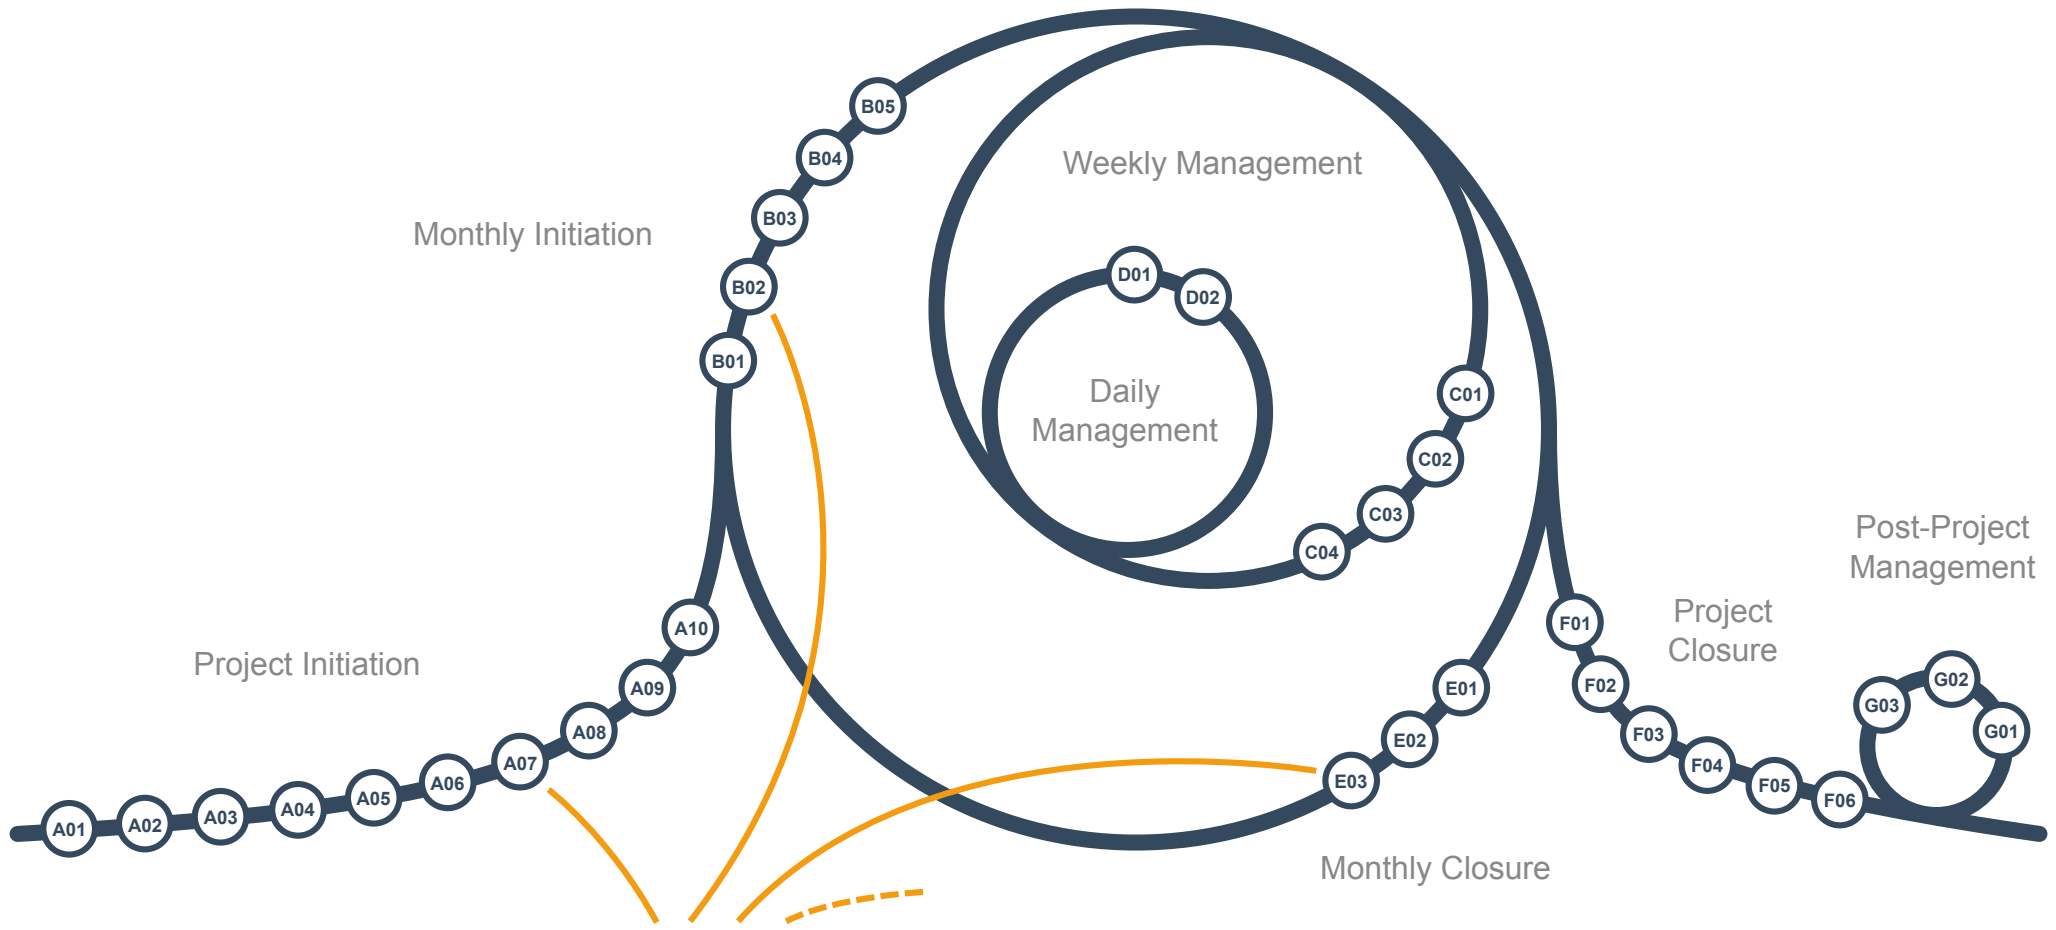 Project Initiation
A01
A02
A03
A04
A05
A06
A07
A08
A09
A10
Monthly Initiation
B01
B02
B03
B04
B05
Weekly Management
C01
C02
C03
C04
Daily
Management
D01
D02
Monthly Closure
E01
E02
E03
Project
Closure
F01
F02
F03
F04
F05
F06
Post-Project
Management
G01
G02
G03